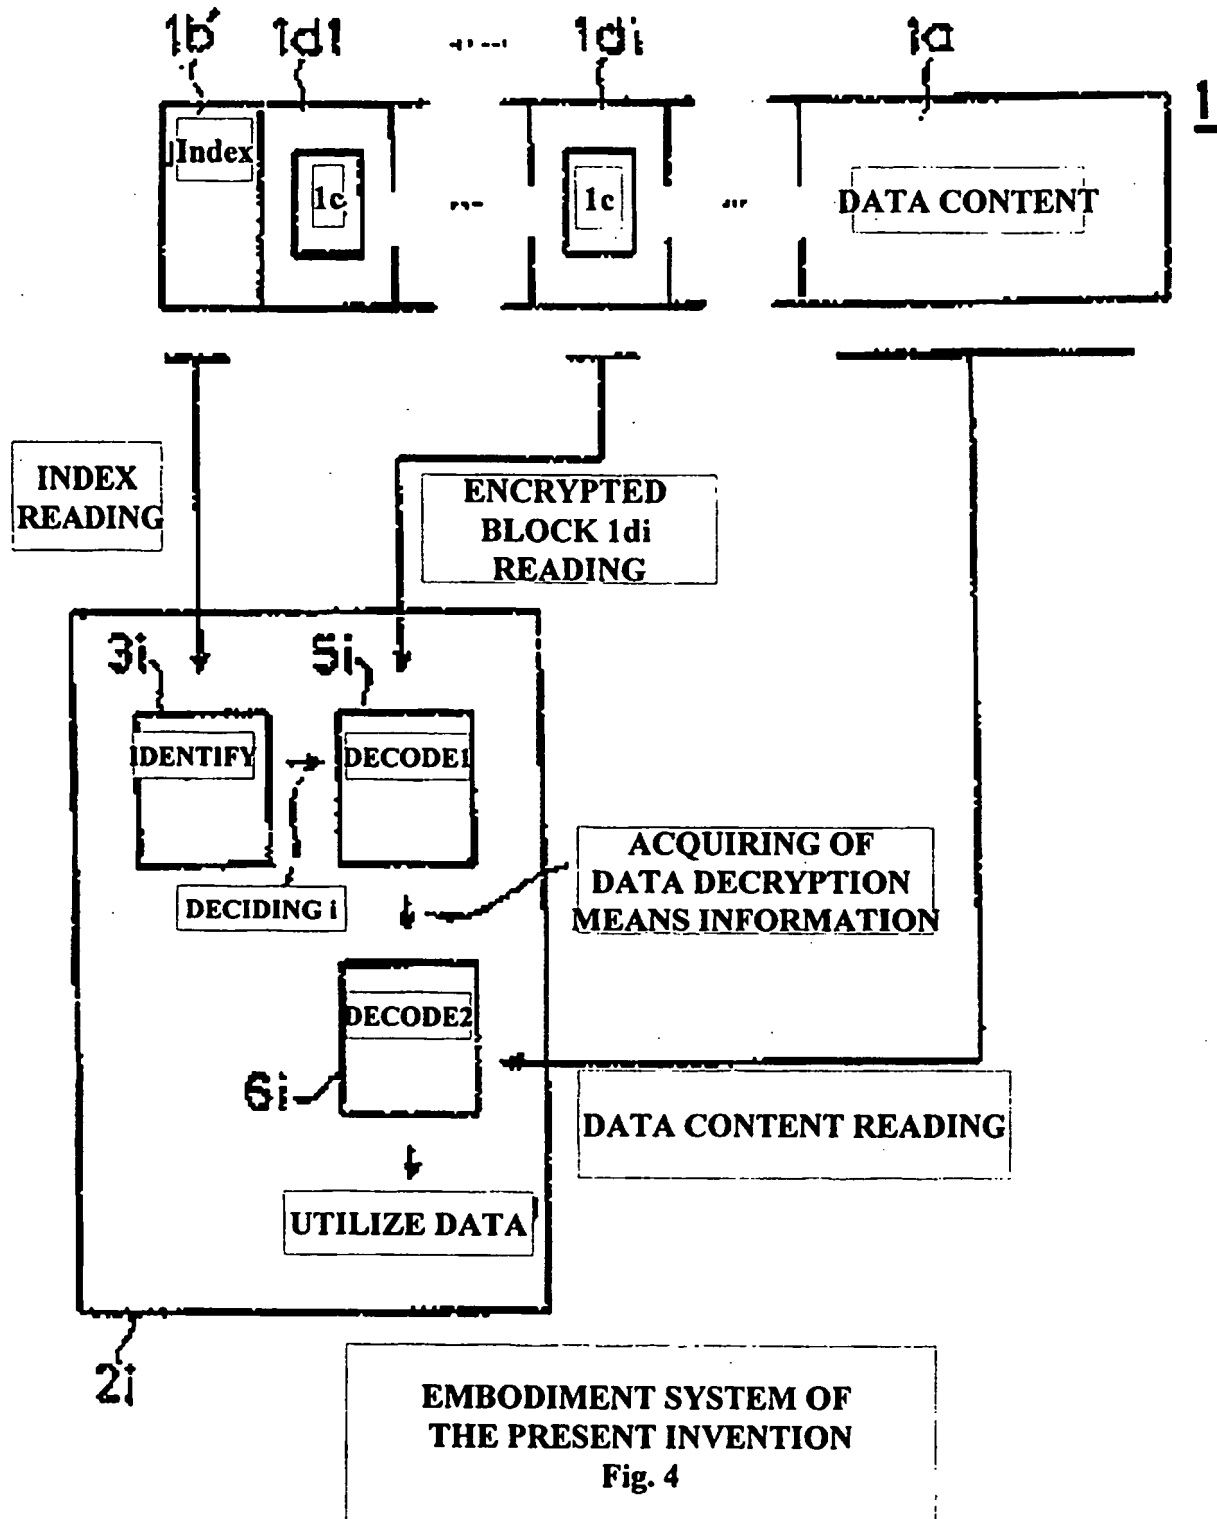 1b' 1d1 1di 1a
1
Index 1c 1c DATA CONTENT
INDEX
READING
ENCRYPTED
BLOCK 1di
READING
3i 5i
IDENTIFY DECODE1
DECIDING i
ACQUIRING OF
DATA DECRYPTION
MEANS INFORMATION
DECODE2
6i
DATA CONTENT READING
UTILIZE DATA
2i
EMBODIMENT SYSTEM OF
THE PRESENT INVENTION
Fig. 4